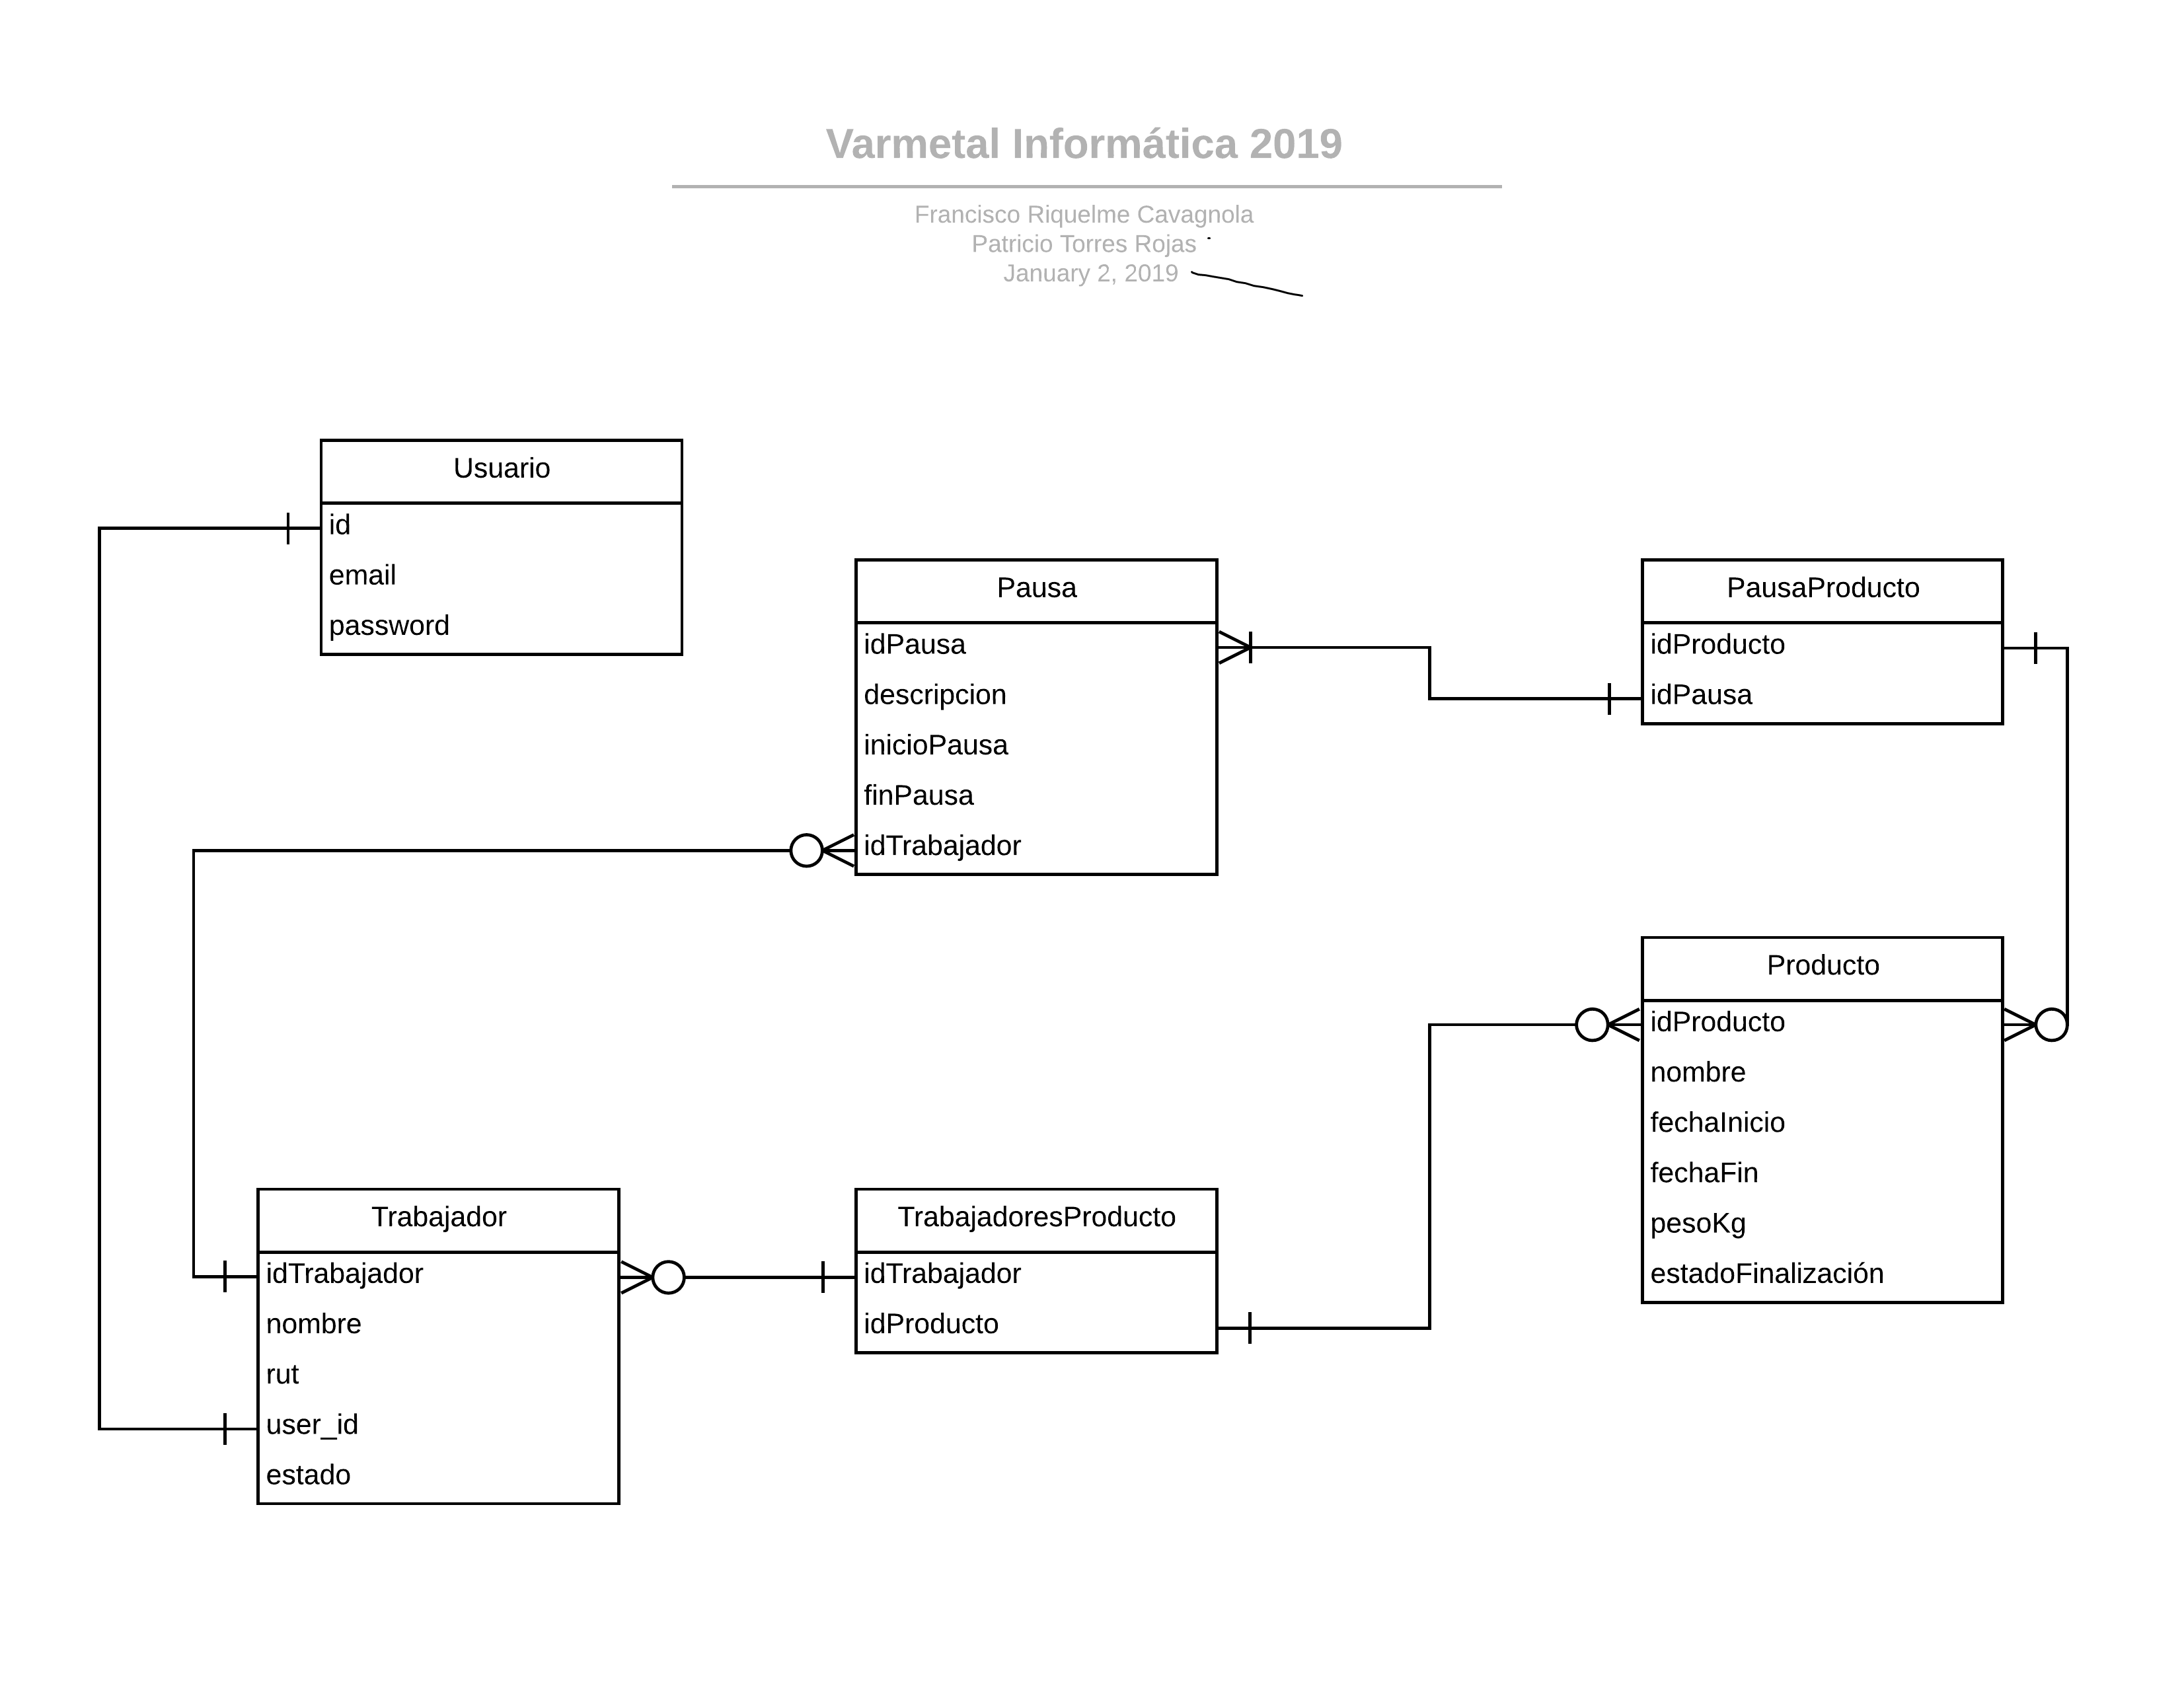 Varmetal Informática 2019
Francisco Riquelme Cavagnola
Patricio Torres Rojas
January 2, 2019
Usuario
id
email
password
Pausa
idPausa
descripcion
inicioPausa
finPausa
idTrabajador
PausaProducto
idProducto
idPausa
Producto
idProducto
nombre
fechaInicio
fechaFin
pesoKg
estadoFinalización
Trabajador
idTrabajador
nombre
rut
user_id
estado
TrabajadoresProducto
idTrabajador
idProducto